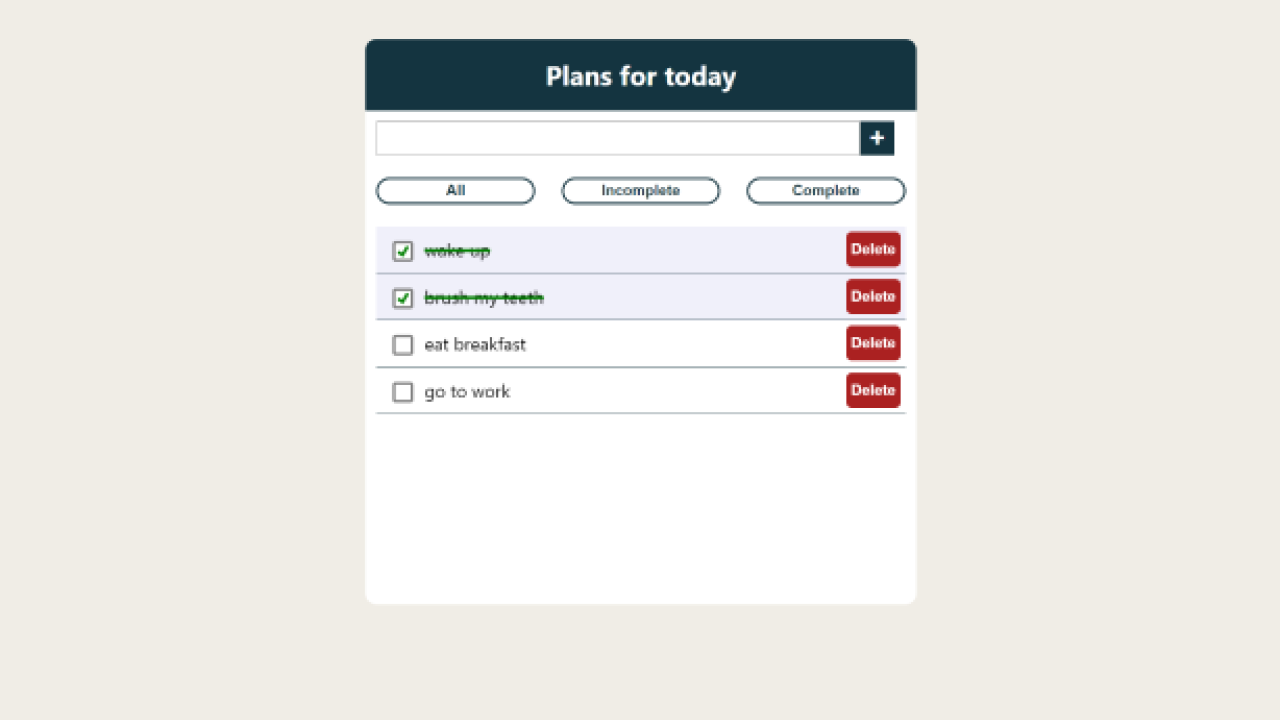 Plans for today
+
All Incomplete Complete
wake up Delete
brush my teeth Delete
eat breakfast Delete
go to work Delete